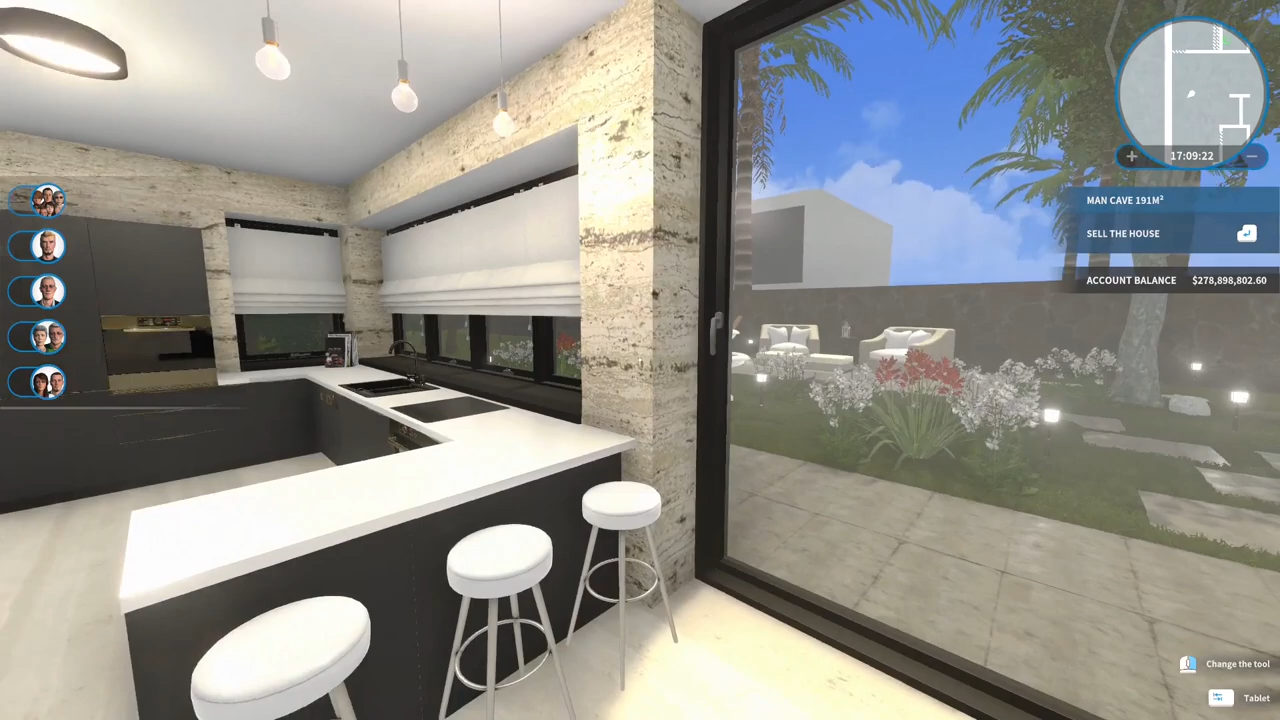 17:09:22
MAN CAVE 191M²
SELL THE HOUSE
ACCOUNT BALANCE $278,898,802.60
Change the tool
Tablet